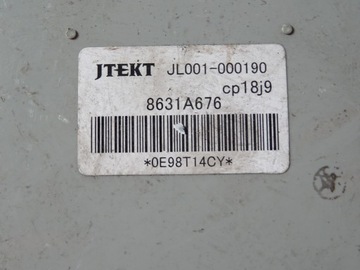 JTEKT JL001-000190
cp18j9
8631A676
*0E98T14CY*